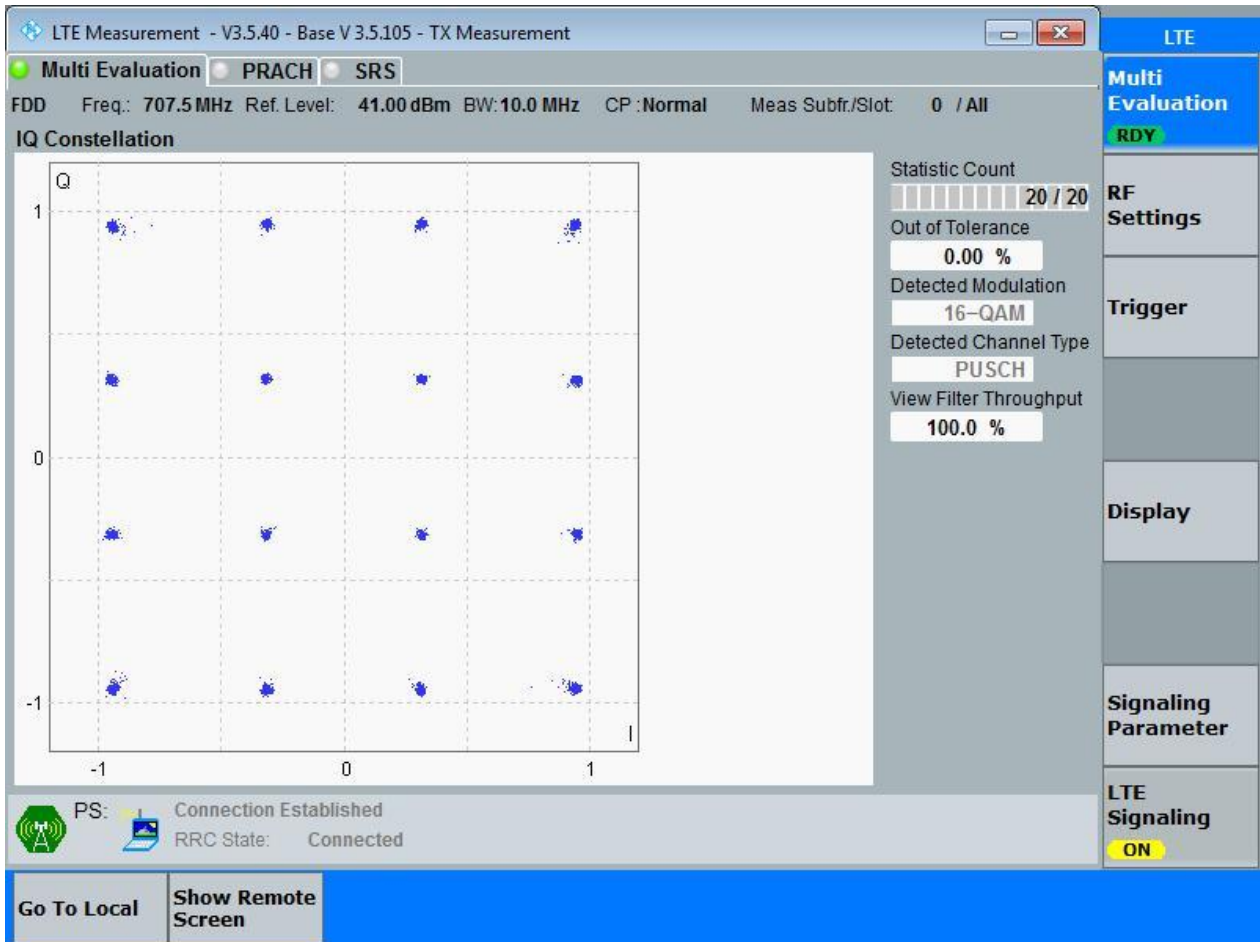 LTE Measurement - V3.5.40 - Base V 3.5.105 - TX Measurement
LTE
Multi Evaluation PRACH SRS
Multi
Evaluation
RDY
FDD Freq.: 707.5 MHz Ref. Level: 41.00 dBm BW: 10.0 MHz CP : Normal Meas Subfr./Slot: 0 / All
IQ Constellation
Q
1
0
-1
I
-1 0 1
Statistic Count
20 / 20
Out of Tolerance
0.00 %
Detected Modulation
16-QAM
Detected Channel Type
PUSCH
View Filter Throughput
100.0 %
RF
Settings
Trigger
Display
Signaling
Parameter
LTE
Signaling
ON
PS: Connection Established
RRC State: Connected
Go To Local
Show Remote
Screen